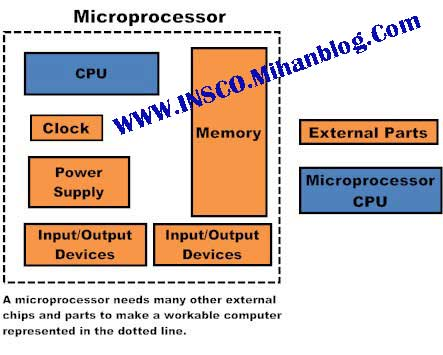 Microprocessor
CPU
WWW.INSCO.Mihanblog.Com
Clock
Memory
Power
Supply
Input/Output
Devices
Input/Output
Devices
External Parts
Microprocessor
CPU
A microprocessor needs many other external
chips and parts to make a workable computer
represented in the dotted line.